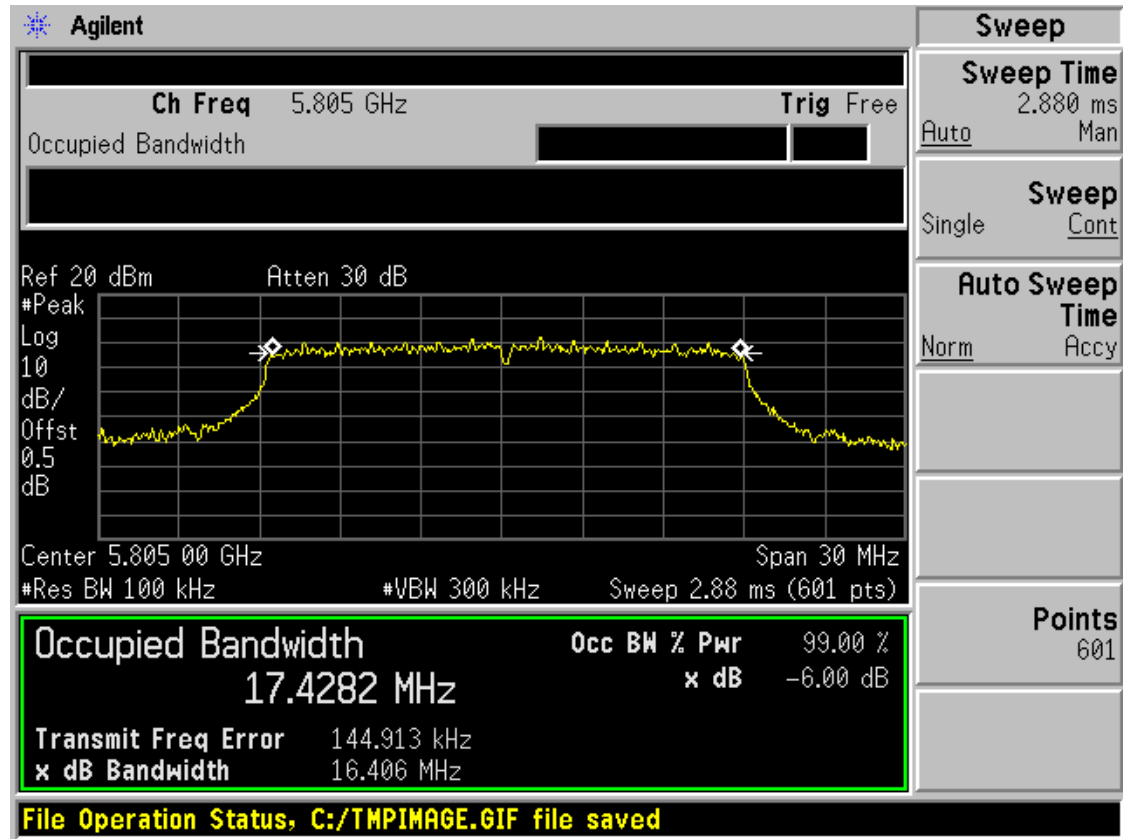 Agilent
Ch Freq 5.805 GHz Trig Free
Occupied Bandwidth
Ref 20 dBm Atten 30 dB
#Peak
Log
10
dB/
Offst
0.5
dB
Center 5.805 00 GHz Span 30 MHz
#Res BW 100 kHz #VBW 300 kHz Sweep 2.88 ms (601 pts)
Occupied Bandwidth Occ BW % Pwr 99.00 %
17.4282 MHz x dB -6.00 dB
Transmit Freq Error 144.913 kHz
x dB Bandwidth 16.406 MHz
File Operation Status, C:/TMPIMAGE.GIF file saved
Sweep
Sweep Time
2.880 ms
Auto Man
Sweep
Single Cont
Auto Sweep
Time
Norm Accy
Points
601